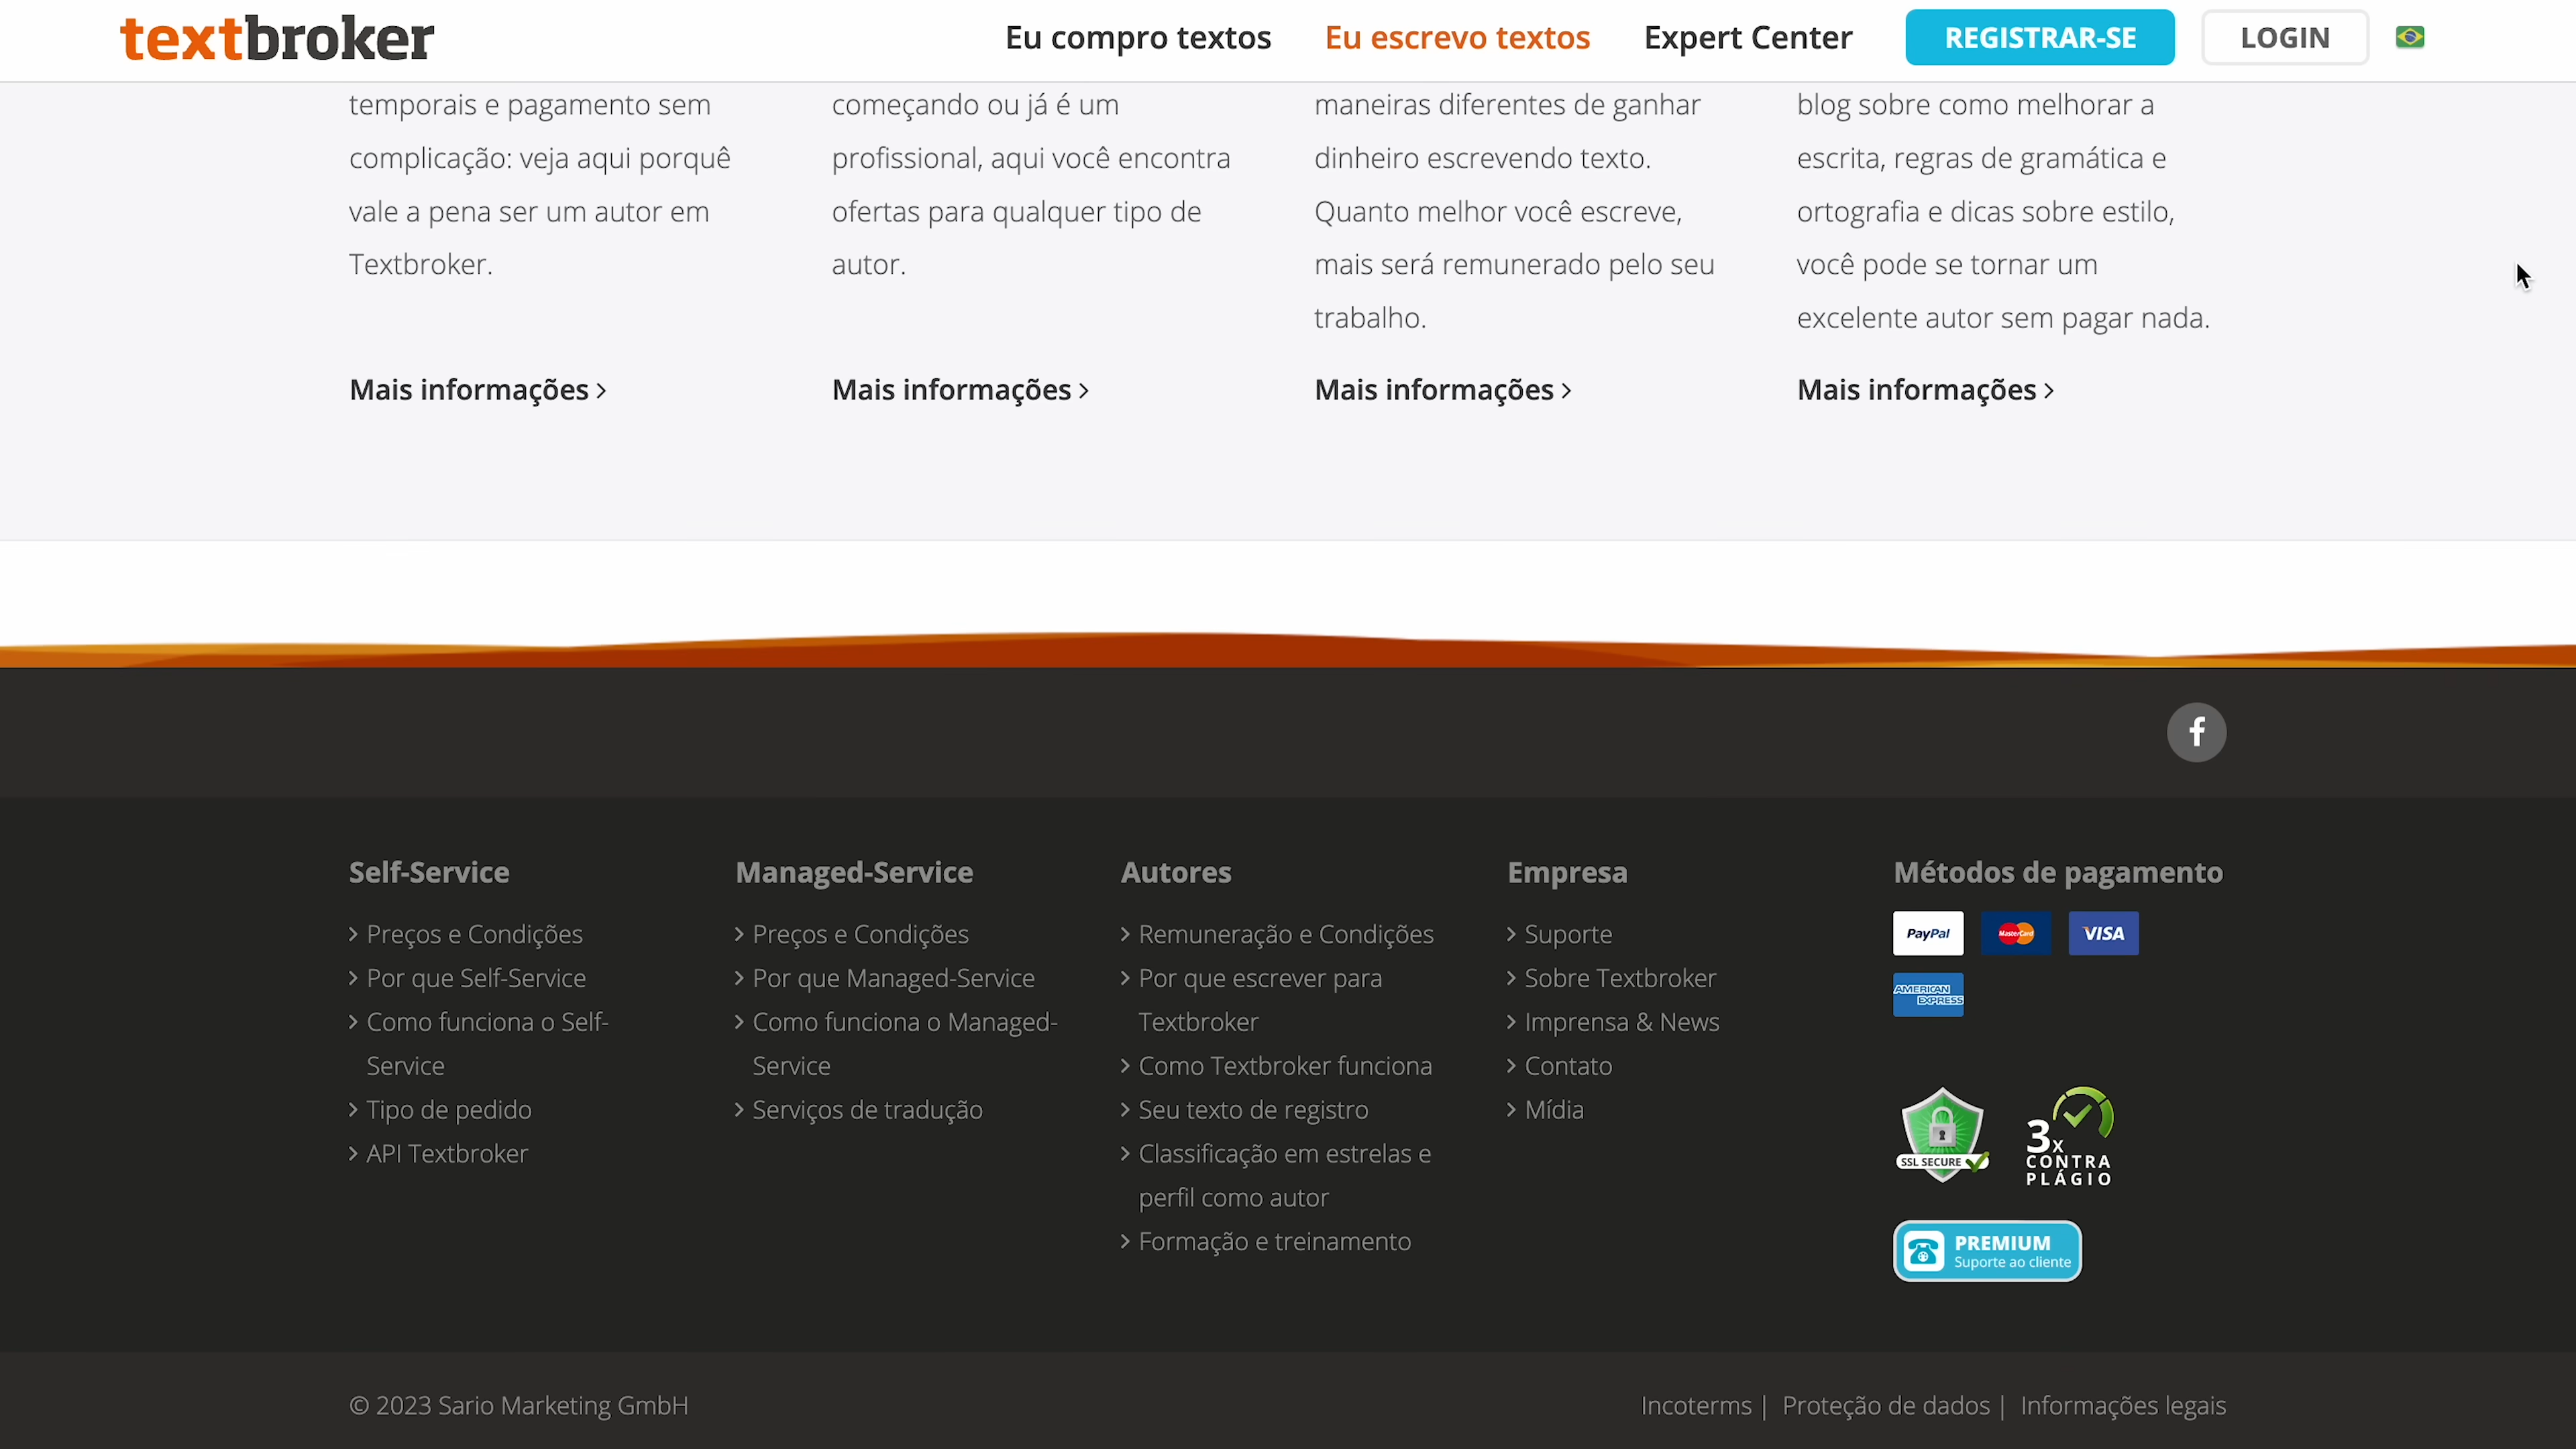 textbroker
Eu compro textos
Eu escrevo textos
Expert Center
REGISTRAR-SE
LOGIN
temporais e pagamento sem
complicação: veja aqui porquê
vale a pena ser um autor em
Textbroker.
Mais informações
começando ou já é um
profissional, aqui você encontra
ofertas para qualquer tipo de
autor.
Mais informações
maneiras diferentes de ganhar
dinheiro escrevendo texto.
Quanto melhor você escreve,
mais será remunerado pelo seu
trabalho.
Mais informações
blog sobre como melhorar a
escrita, regras de gramática e
ortografia e dicas sobre estilo,
você pode se tornar um
excelente autor sem pagar nada.
Mais informações
Self-Service
Preços e Condições
Por que Self-Service
Como funciona o Self-
Service
Tipo de pedido
API Textbroker
Managed-Service
Preços e Condições
Por que Managed-Service
Como funciona o Managed-
Service
Serviços de tradução
Autores
Remuneração e Condições
Por que escrever para
Textbroker
Como Textbroker funciona
Seu texto de registro
Classificação em estrelas e
perfil como autor
Formação e treinamento
Empresa
Suporte
Sobre Textbroker
Imprensa & News
Contato
Mídia
Métodos de pagamento
PayPal
MasterCard
VISA
AMERICAN
EXPRESS
SSL SECURE
3x
CONTRA
PLÁGIO
PREMIUM
Suporte ao cliente
© 2023 Sario Marketing GmbH
Incoterms | Proteção de dados | Informações legais